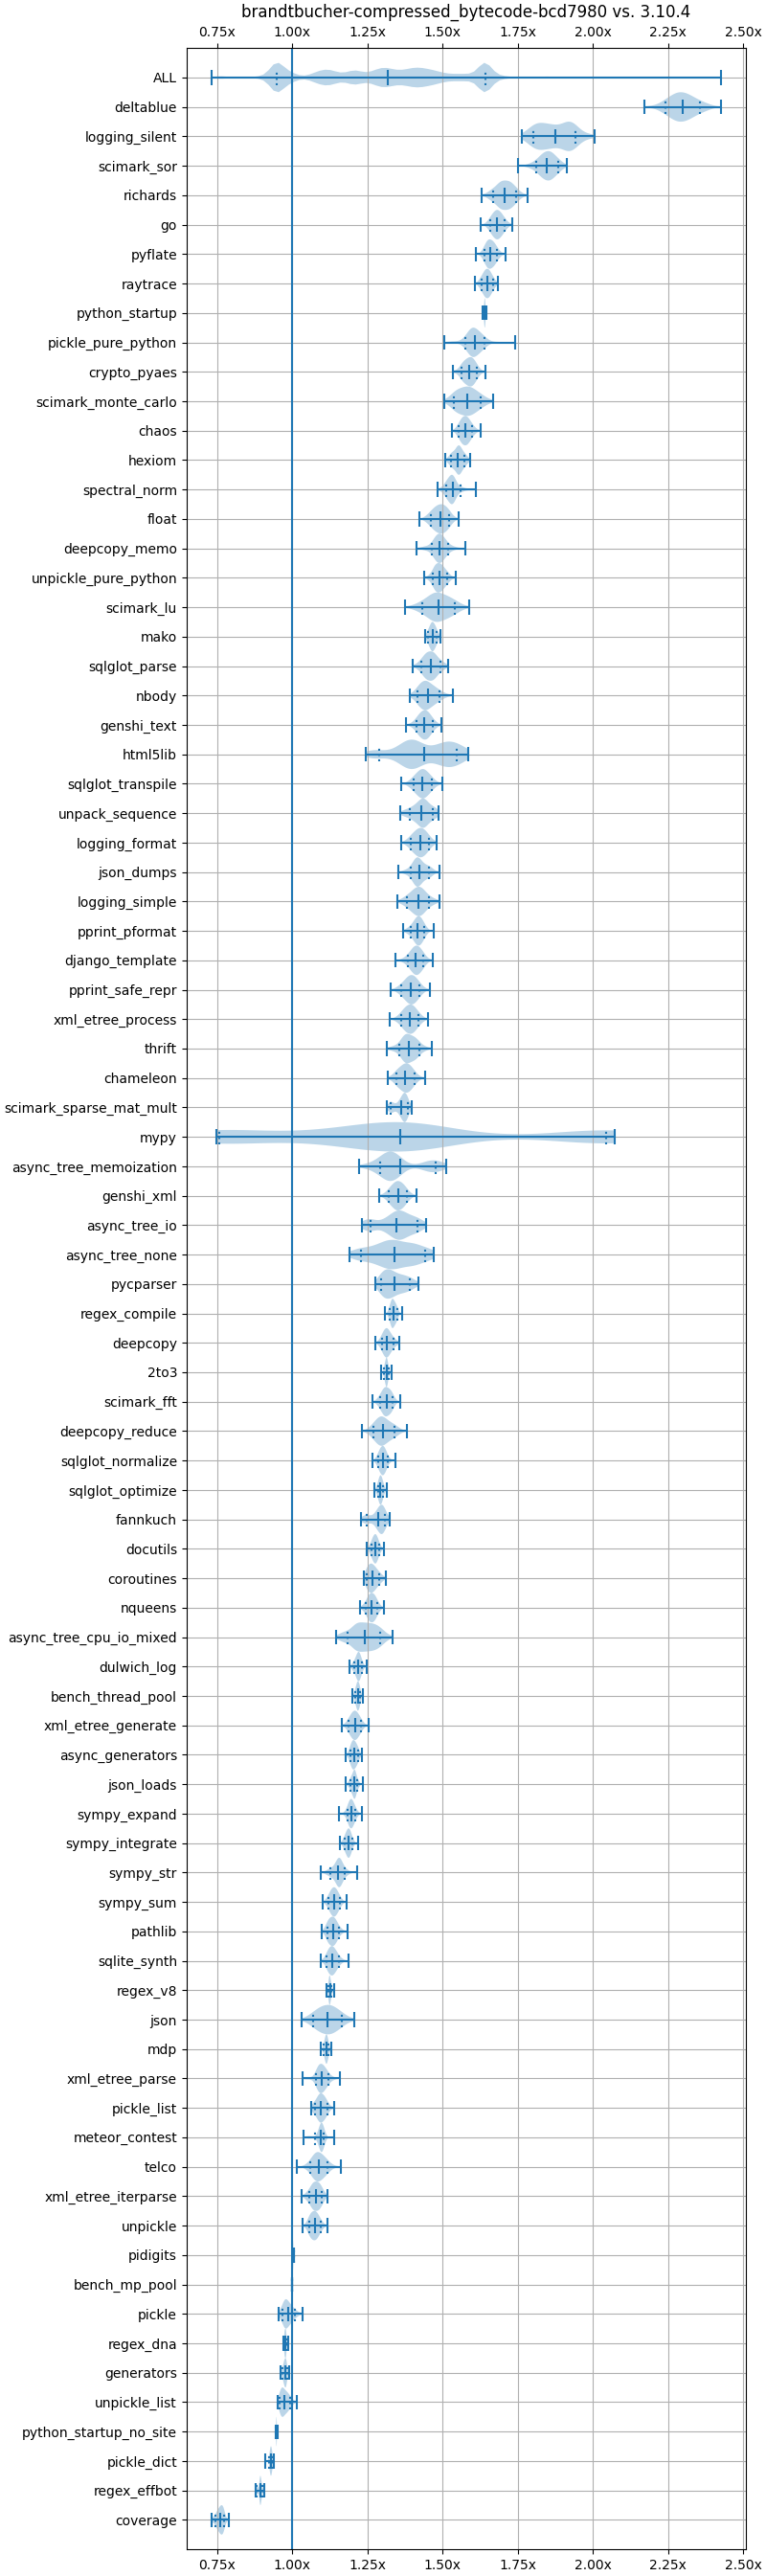 brandtbucher-compressed_bytecode-bcd7980 vs. 3.10.4
0.75x 1.00x 1.25x 1.50x 1.75x 2.00x 2.25x 2.50x
ALL
deltablue
logging_silent
scimark_sor
richards
go
pyflate
raytrace
python_startup
pickle_pure_python
crypto_pyaes
scimark_monte_carlo
chaos
hexiom
spectral_norm
float
deepcopy_memo
unpickle_pure_python
scimark_lu
mako
sqlglot_parse
nbody
genshi_text
html5lib
sqlglot_transpile
unpack_sequence
logging_format
json_dumps
logging_simple
pprint_pformat
django_template
pprint_safe_repr
xml_etree_process
thrift
chameleon
scimark_sparse_mat_mult
mypy
async_tree_memoization
genshi_xml
async_tree_io
async_tree_none
pycparser
regex_compile
deepcopy
2to3
scimark_fft
deepcopy_reduce
sqlglot_normalize
sqlglot_optimize
fannkuch
docutils
coroutines
nqueens
async_tree_cpu_io_mixed
dulwich_log
bench_thread_pool
xml_etree_generate
async_generators
json_loads
sympy_expand
sympy_integrate
sympy_str
sympy_sum
pathlib
sqlite_synth
regex_v8
json
mdp
xml_etree_parse
pickle_list
meteor_contest
telco
xml_etree_iterparse
unpickle
pidigits
bench_mp_pool
pickle
regex_dna
generators
unpickle_list
python_startup_no_site
pickle_dict
regex_effbot
coverage
0.75x 1.00x 1.25x 1.50x 1.75x 2.00x 2.25x 2.50x